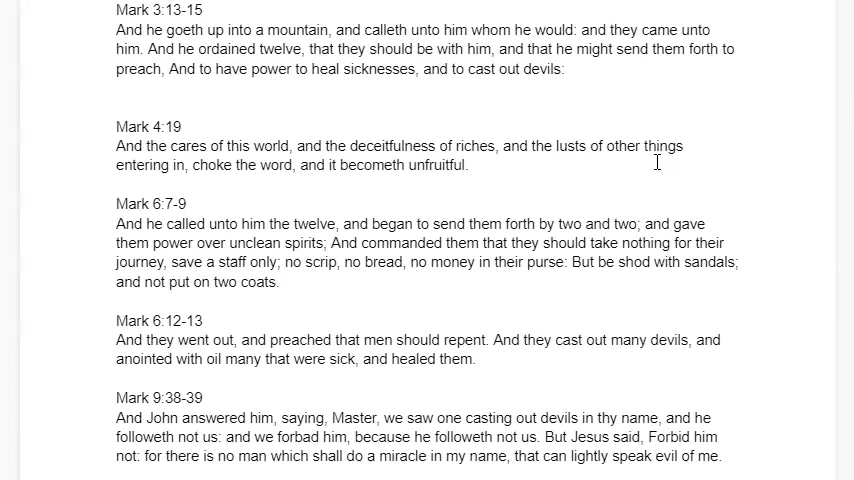 Mark 3:13-15
And he goeth up into a mountain, and calleth unto him whom he would: and they came unto
him. And he ordained twelve, that they should be with him, and that he might send them forth to
preach, And to have power to heal sicknesses, and to cast out devils:
Mark 4:19
And the cares of this world, and the deceitfulness of riches, and the lusts of other things
entering in, choke the word, and it becometh unfruitful.
Mark 6:7-9
And he called unto him the twelve, and began to send them forth by two and two; and gave
them power over unclean spirits; And commanded them that they should take nothing for their
journey, save a staff only; no scrip, no bread, no money in their purse: But be shod with sandals;
and not put on two coats.
Mark 6:12-13
And they went out, and preached that men should repent. And they cast out many devils, and
anointed with oil many that were sick, and healed them.
Mark 9:38-39
And John answered him, saying, Master, we saw one casting out devils in thy name, and he
followeth not us: and we forbad him, because he followeth not us. But Jesus said, Forbid him
not: for there is no man which shall do a miracle in my name, that can lightly speak evil of me.